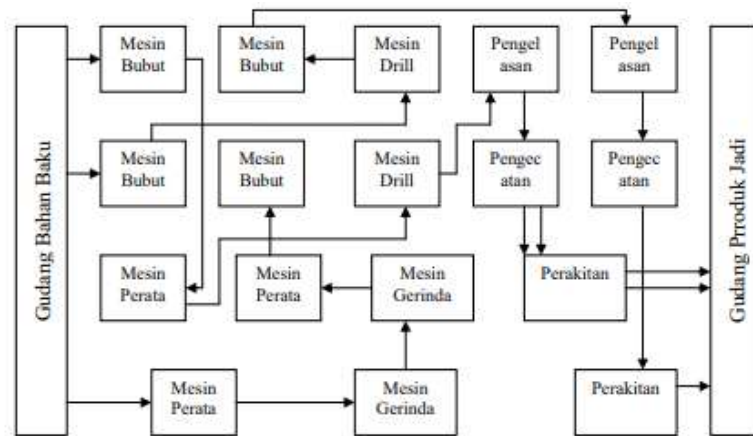 Gudang Bahan Baku
Mesin
Bubut
Mesin
Bubut
Mesin
Drill
Pengel
asan
Pengel
asan
Mesin
Bubut
Mesin
Bubut
Mesin
Drill
Pengec
atan
Pengec
atan
Mesin
Perata
Mesin
Perata
Mesin
Gerinda
Perakitan
Mesin
Perata
Mesin
Gerinda
Perakitan
Gudang Prroduk Jadi